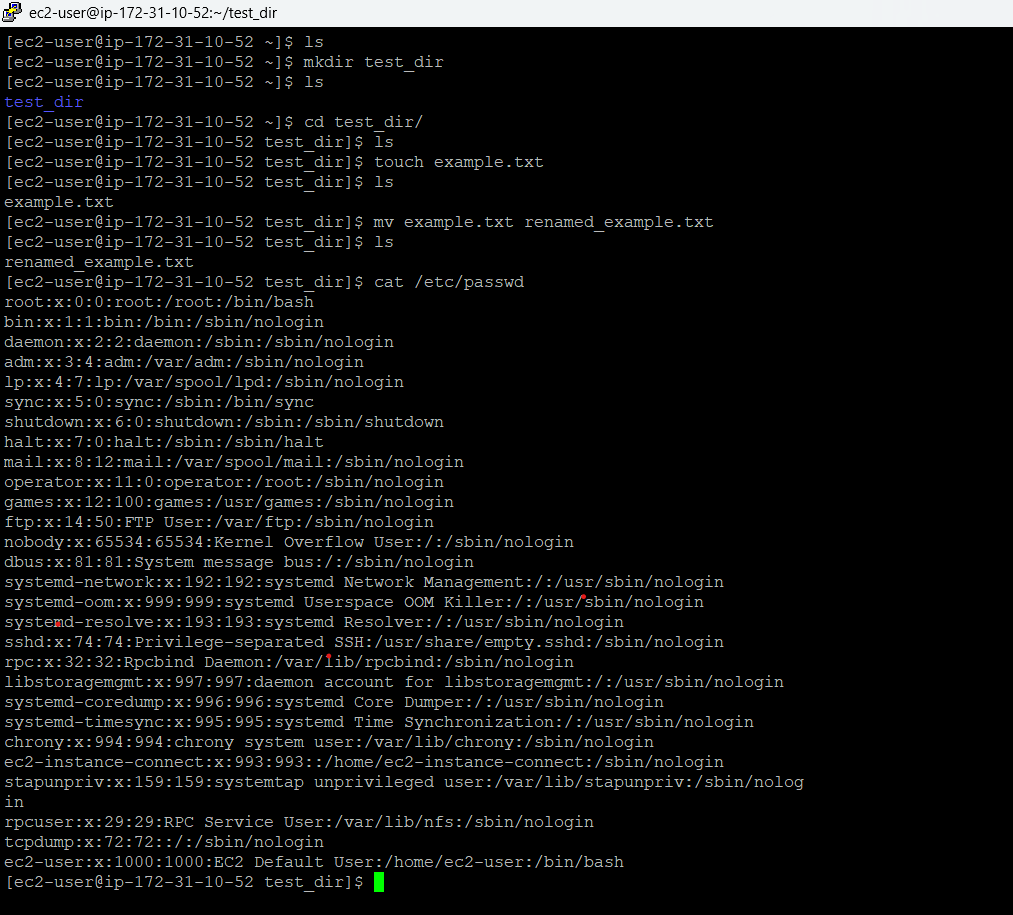 ec2-user@ip-172-31-10-52:~/test_dir
[ec2-user@ip-172-31-10-52 ~]$ ls
[ec2-user@ip-172-31-10-52 ~]$ mkdir test_dir
[ec2-user@ip-172-31-10-52 ~]$ ls
test_dir
[ec2-user@ip-172-31-10-52 ~]$ cd test_dir/
[ec2-user@ip-172-31-10-52 test_dir]$ ls
[ec2-user@ip-172-31-10-52 test_dir]$ touch example.txt
[ec2-user@ip-172-31-10-52 test_dir]$ ls
example.txt
[ec2-user@ip-172-31-10-52 test_dir]$ mv example.txt renamed_example.txt
[ec2-user@ip-172-31-10-52 test_dir]$ ls
renamed_example.txt
[ec2-user@ip-172-31-10-52 test_dir]$ cat /etc/passwd
root:x:0:0:root:/root:/bin/bash
bin:x:1:1:bin:/bin:/sbin/nologin
daemon:x:2:2:daemon:/sbin:/sbin/nologin
adm:x:3:4:adm:/var/adm:/sbin/nologin
lp:x:4:7:lp:/var/spool/lpd:/sbin/nologin
sync:x:5:0:sync:/sbin:/bin/sync
shutdown:x:6:0:shutdown:/sbin:/sbin/shutdown
halt:x:7:0:halt:/sbin:/sbin/halt
mail:x:8:12:mail:/var/spool/mail:/sbin/nologin
operator:x:11:0:operator:/root:/sbin/nologin
games:x:12:100:games:/usr/games:/sbin/nologin
ftp:x:14:50:FTP User:/var/ftp:/sbin/nologin
nobody:x:65534:65534:Kernel Overflow User:/:/sbin/nologin
dbus:x:81:81:System message bus:/:/sbin/nologin
systemd-network:x:192:192:systemd Network Management:/:/usr/sbin/nologin
systemd-oom:x:999:999:systemd Userspace OOM Killer:/:/usr/sbin/nologin
systemd-resolve:x:193:193:systemd Resolver:/:/usr/sbin/nologin
sshd:x:74:74:Privilege-separated SSH:/usr/share/empty.sshd:/sbin/nologin
rpc:x:32:32:Rpcbind Daemon:/var/lib/rpcbind:/sbin/nologin
libstoragemgmt:x:997:997:daemon account for libstoragemgmt:/:/usr/sbin/nologin
systemd-coredump:x:996:996:systemd Core Dumper:/:/usr/sbin/nologin
systemd-timesync:x:995:995:systemd Time Synchronization:/:/usr/sbin/nologin
chrony:x:994:994:chrony system user:/var/lib/chrony:/sbin/nologin
ec2-instance-connect:x:993:993::/home/ec2-instance-connect:/sbin/nologin
stapunpriv:x:159:159:systemtap unprivileged user:/var/lib/stapunpriv:/sbin/nolog
in
rpcuser:x:29:29:RPC Service User:/var/lib/nfs:/sbin/nologin
tcpdump:x:72:72::/:/sbin/nologin
ec2-user:x:1000:1000:EC2 Default User:/home/ec2-user:/bin/bash
[ec2-user@ip-172-31-10-52 test_dir]$